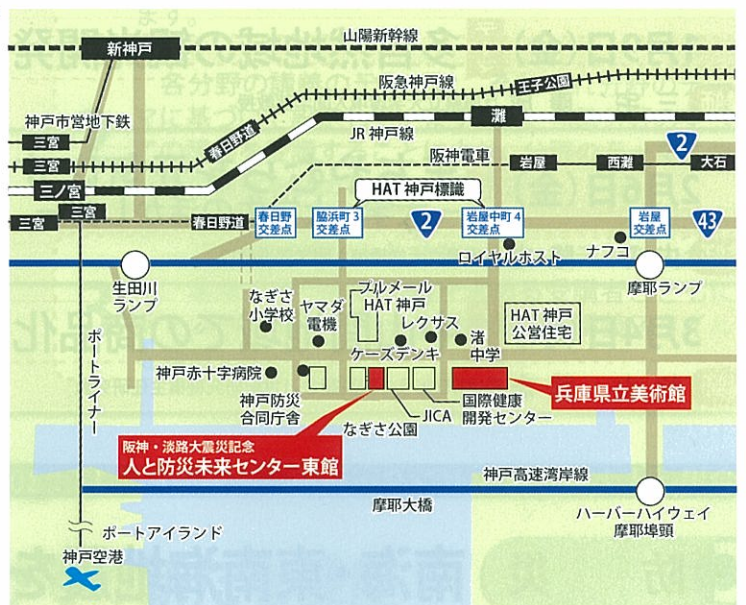 山陽新幹線
新神戸
阪急神戸線
王子公園
神戸市営地下鉄
三宮
春日野道
灘
JR 神戸線
三宮
阪神電車
岩屋
西灘
2
大石
三ノ宮
HAT 神戸標識
三宮
三宮
春日野道
春日野
交差点
脇浜町 3
交差点
2
岩屋中町 4
交差点
岩屋
交差点
43
ロイヤルホスト
ナフコ
生田川
ランプ
摩耶ランプ
なぎさ
小学校
ヤマダ
電機
ブルメール
HAT 神戸
レクサス
渚
中学
HAT 神戸
公営住宅
ポートライナー
ケーズデンキ
神戸赤十字病院
神戸防災
合同庁舎
なぎさ公園
JICA
国際健康
開発センター
兵庫県立美術館
阪神・淡路大震災記念
人と防災未来センター東館
神戸高速湾岸線
摩耶大橋
ハーバーハイウェイ
摩耶埠頭
ポートアイランド
神戸空港